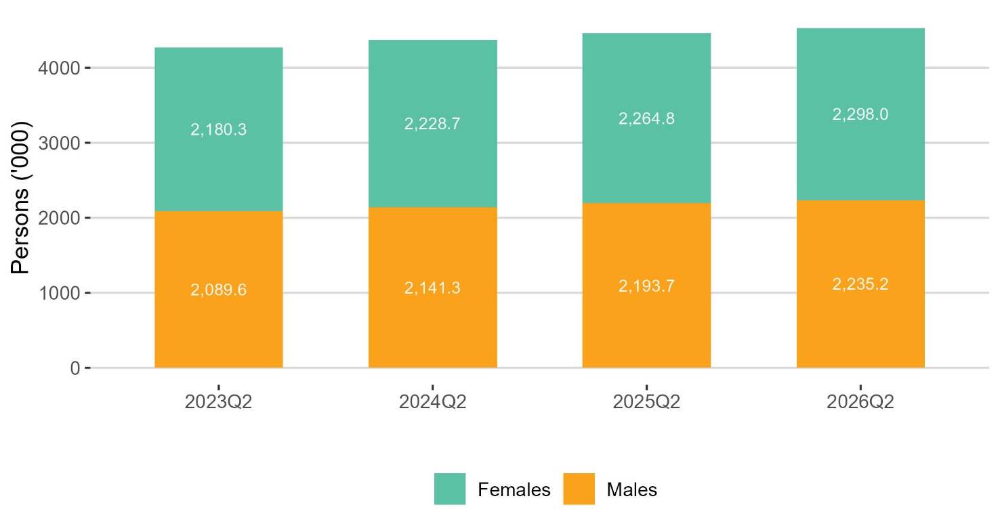 Persons ('000)
4000
3000
2000
1000
0
2,180.3
2,228.7
2,264.8
2,298.0
2,089.6
2,141.3
2,193.7
2,235.2
2023Q2
2024Q2
2025Q2
2026Q2
Females
Males